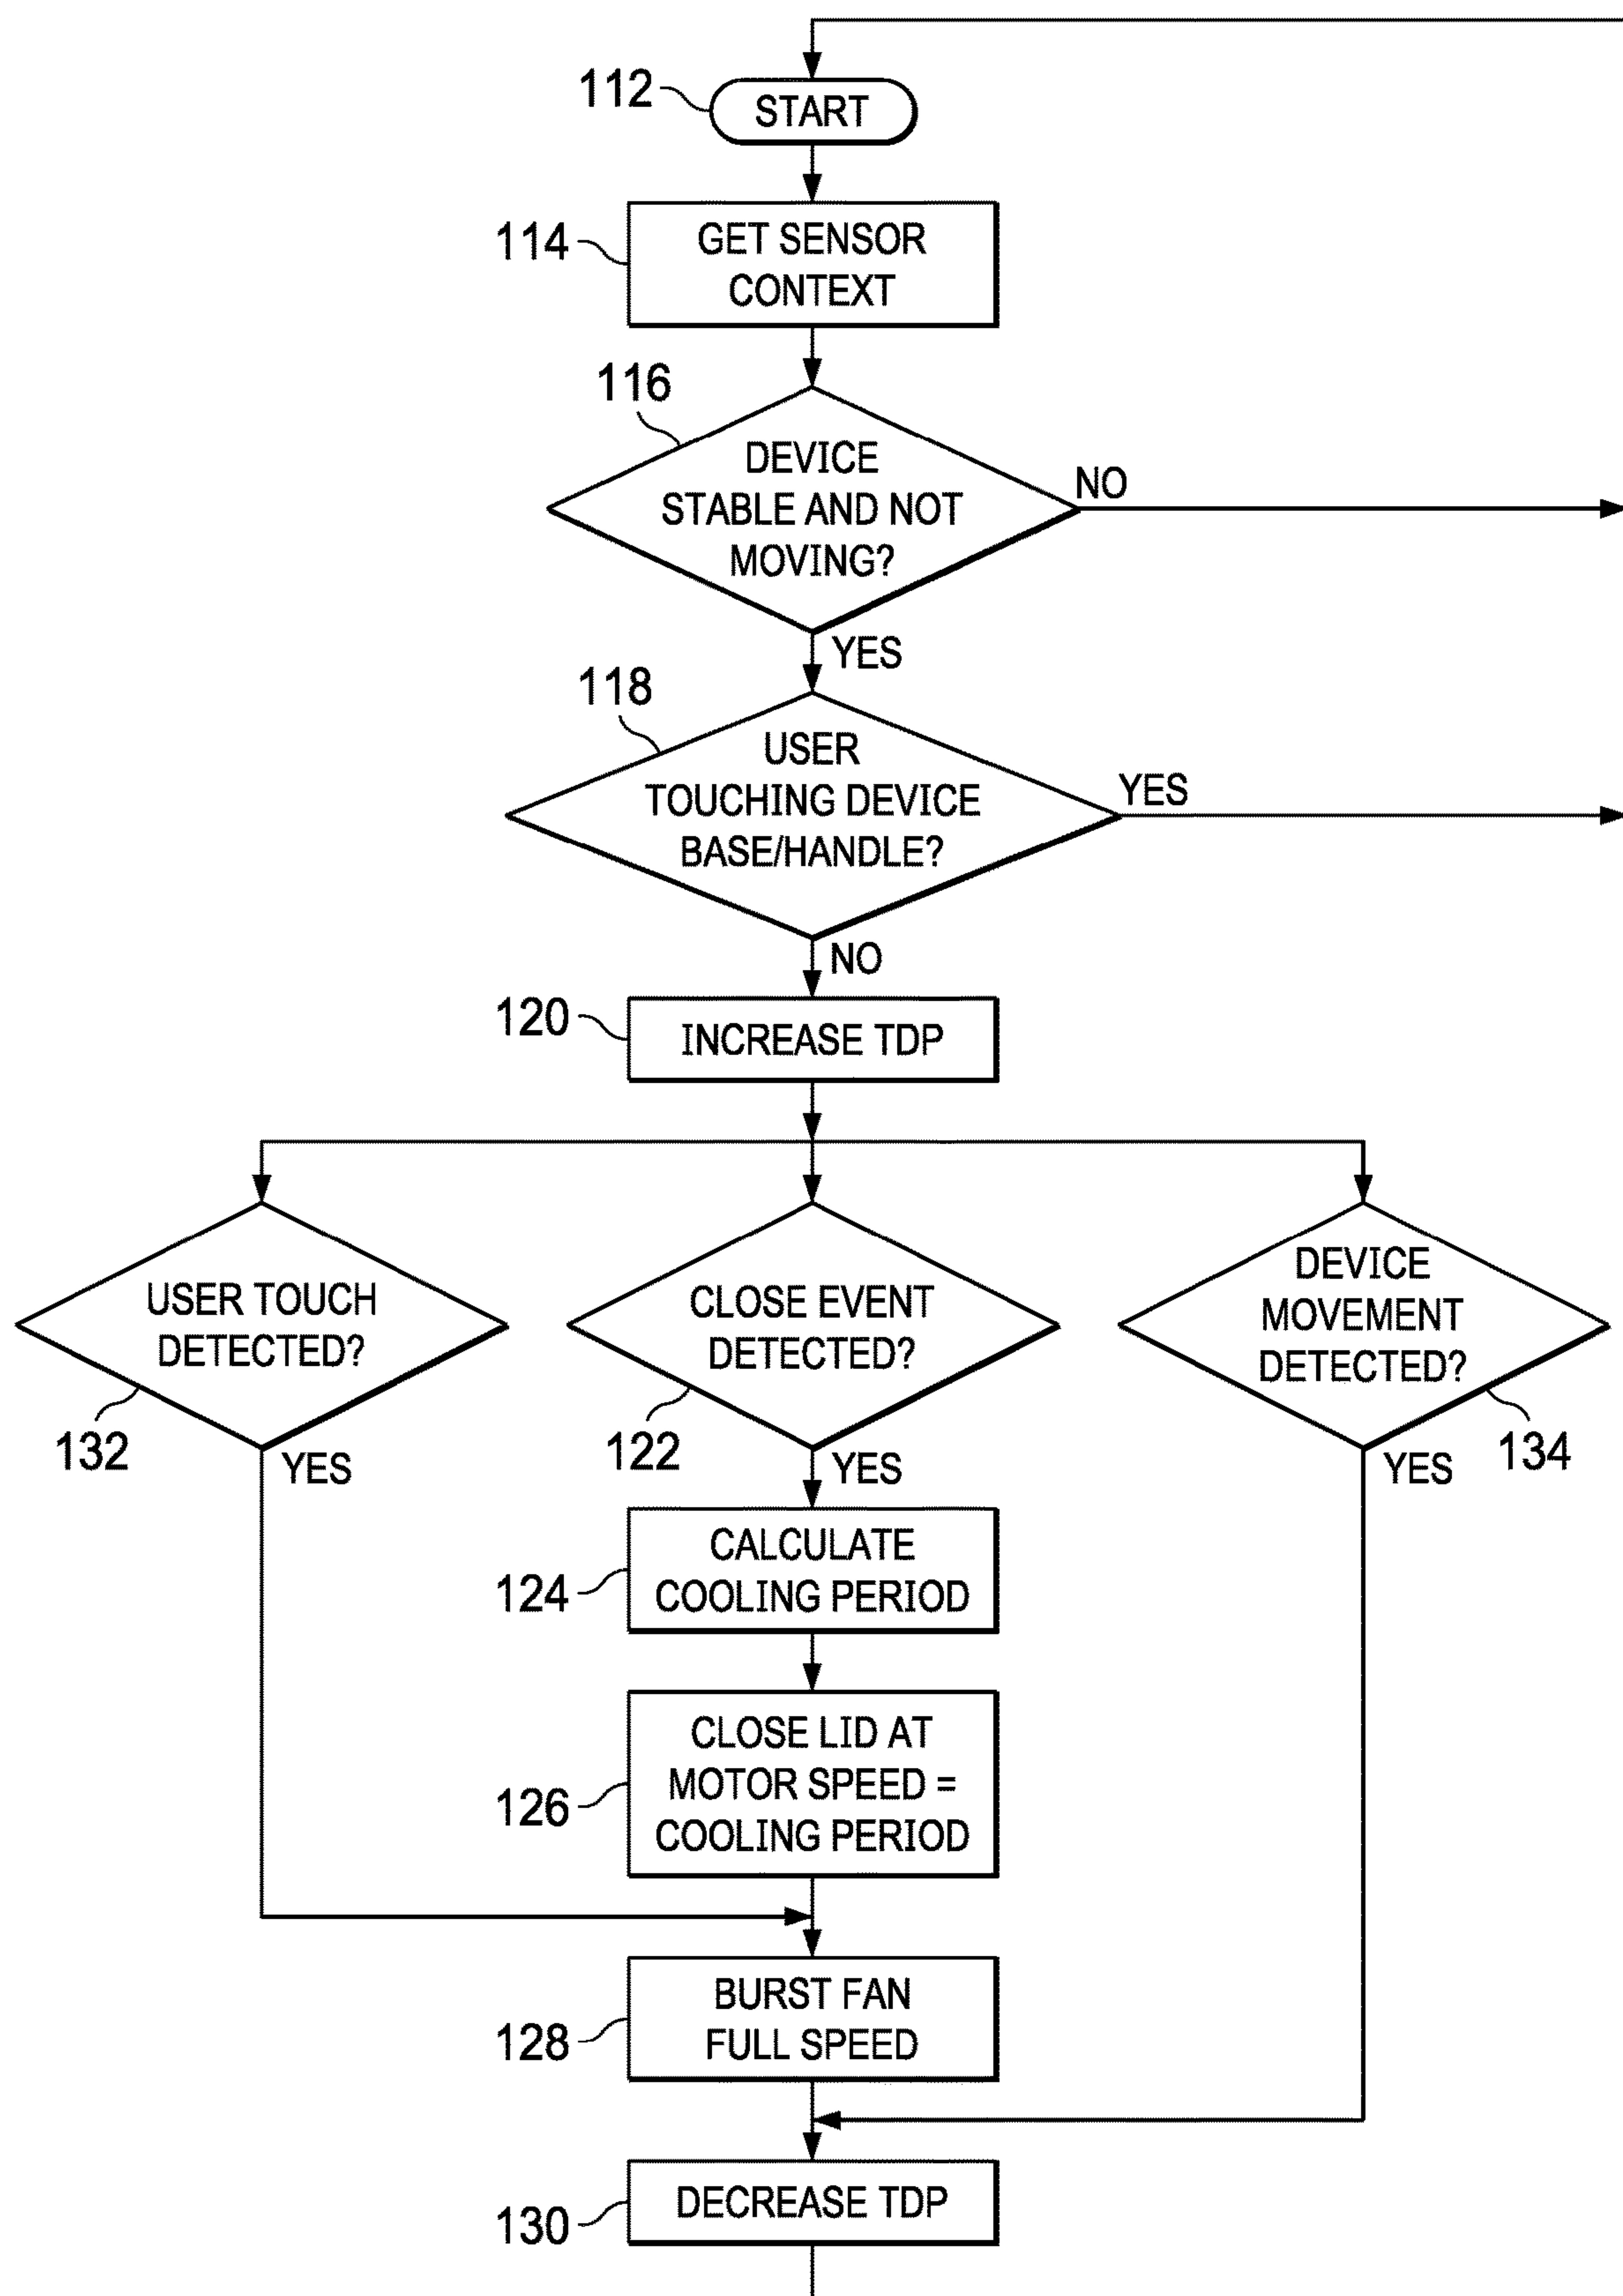 112
START
114
GET SENSOR
CONTEXT
116
DEVICE
STABLE AND NOT
MOVING?
NO
YES
118
USER
TOUCHING DEVICE
BASE/HANDLE?
YES
NO
120
INCREASE TDP
USER TOUCH
DETECTED?
132
YES
CLOSE EVENT
DETECTED?
122
YES
DEVICE
MOVEMENT
DETECTED?
134
YES
124
CALCULATE
COOLING PERIOD
126
CLOSE LID AT
MOTOR SPEED =
COOLING PERIOD
128
BURST FAN
FULL SPEED
130
DECREASE TDP